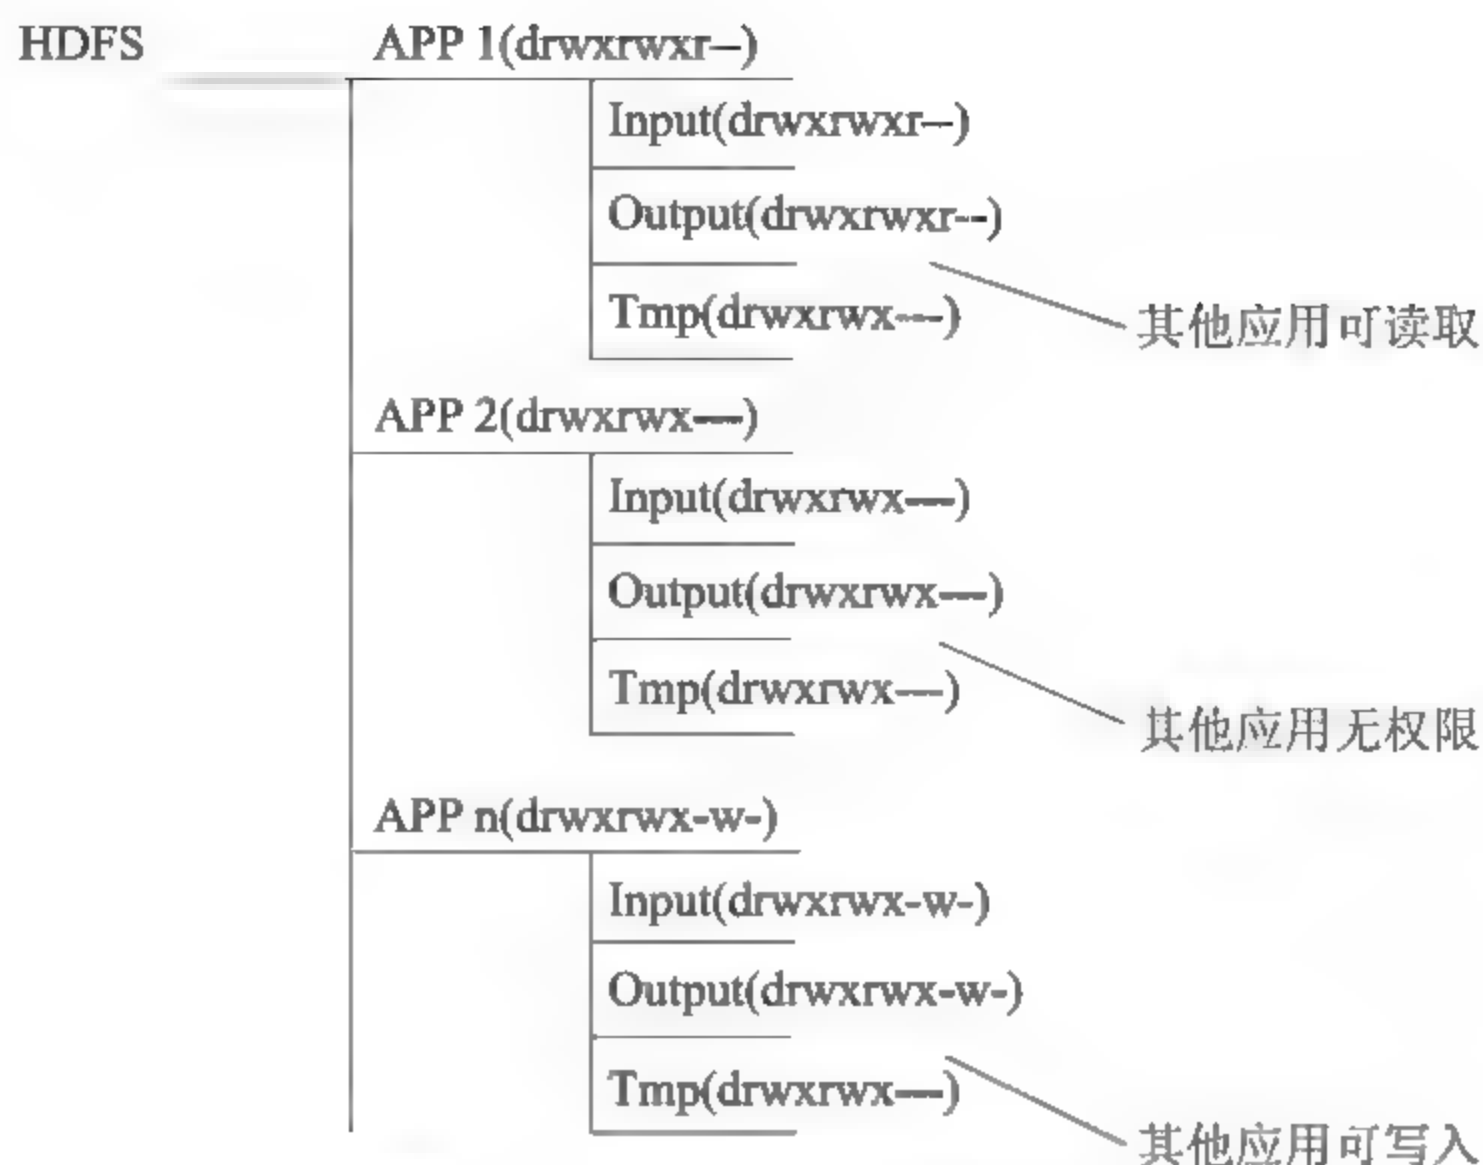 HDFS APP 1(drwxrwxr--)
Input(drwxrwxr--)
Output(drwxrwxr--)
Tmp(drwxrwx---)
其他应用可读取
APP 2(drwxrwx---)
Input(drwxrwx---)
Output(drwxrwx---)
Tmp(drwxrwx---)
其他应用无权限
APP n(drwxrwx-w-)
Input(drwxrwx-w-)
Output(drwxrwx-w-)
Tmp(drwxrwx---)
其他应用可写入